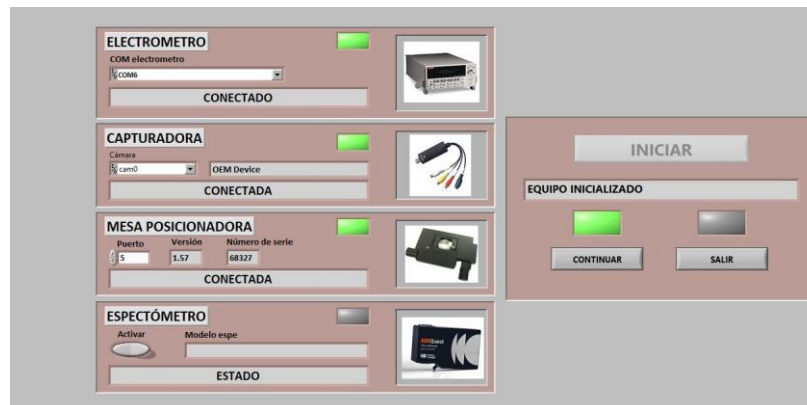 ELECTROMETRO
COM electrometro
COM6
CONECTADO
CAPTURADORA
Cámara
cam0
OEM Device
CONECTADA
MESA POSICIONADORA
Puerto Versión Número de serie
5 1.57 68327
CONECTADA
ESPECTÓMETRO
Activar Modelo espe
ESTADO
INICIAR
EQUIPO INICIALIZADO
CONTINUAR SALIR